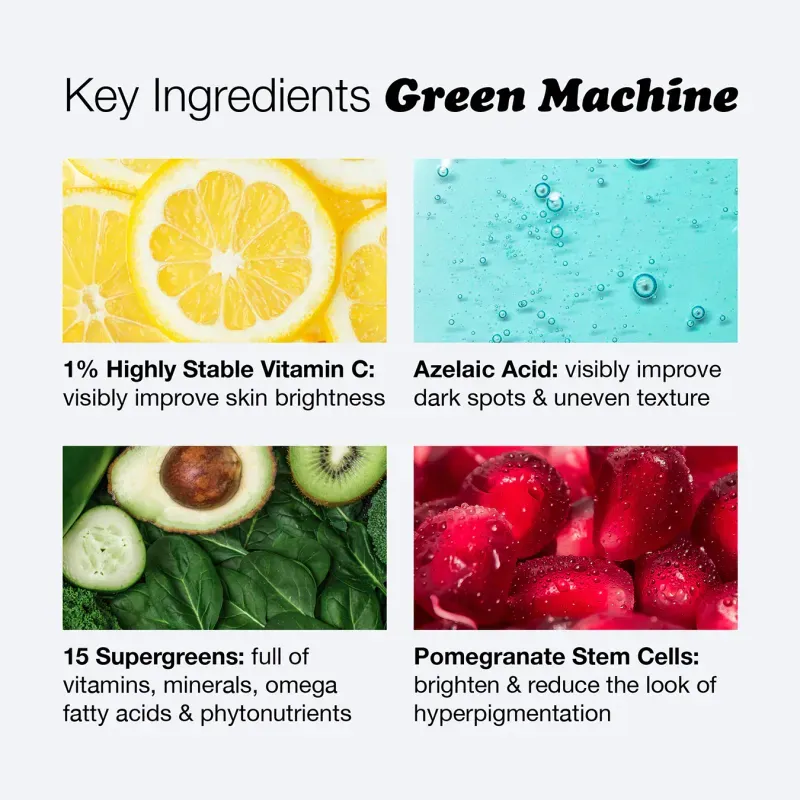 Key Ingredients Green Machine
1% Highly Stable Vitamin C:
visibly improve skin brightness
Azelaic Acid: visibly improve
dark spots & uneven texture
15 Supergreens: full of
vitamins, minerals, omega
fatty acids & phytonutrients
Pomegranate Stem Cells:
brighten & reduce the look of
hyperpigmentation